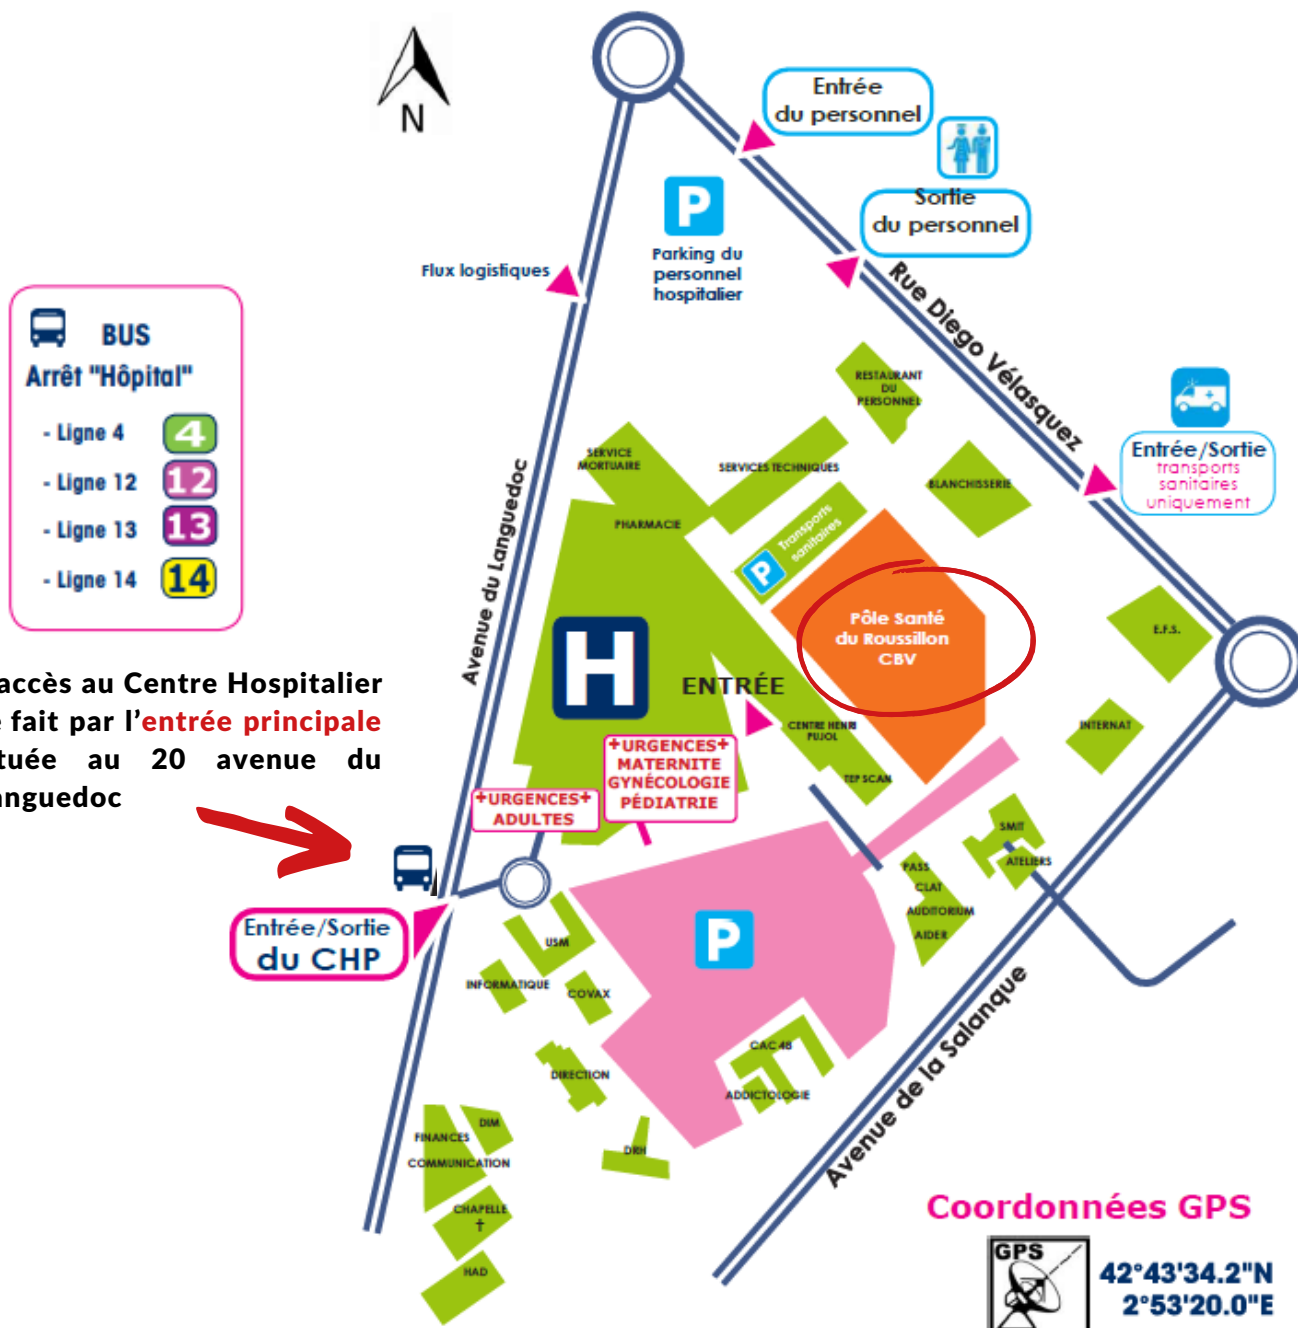 N
Entrée
du personnel
Sortie
du personnel
P
Parking du
personnel
hospitalier
Flux logistiques
Rue Diego Vélasquez
BUS
Arrêt "Hôpital"
- Ligne 4 4
- Ligne 12 12
- Ligne 13 13
- Ligne 14 14
Entrée/Sortie
transports
sanitaires
uniquement
RESTAURANT
DU
PERSONNEL
SERVICE
MORTUAIRE
SERVICES TECHNIQUES
BLANCHISSERIE
PHARMACIE
Transports
sanitaires
P
Avenue du Languedoc
H
Pôle Santé
du Roussillon
CBV
E.F.S.
ENTRÉE
CENTRE HENRI
PUJOL
INTERNAT
TEP SCAN
accès au Centre Hospitalier
e fait par l’entrée principale
tuée au 20 avenue du
anguedoc
+URGENCES+
MATERNITE
GYNÉCOLOGIE
PÉDIATRIE
+URGENCES+
ADULTES
SMIT
ATELIERS
PASS
CLAT
AUDITORIUM
AIDER
Entrée/Sortie
du CHP
P
USM
INFORMATIQUE
COVAX
DIRECTION
CAC 48
ADDICTOLOGIE
Avenue de la Salanque
DIM
FINANCES
COMMUNICATION
DRH
CHAPELLE
HAD
Coordonnées GPS
GPS
42°43'34.2"N
2°53'20.0"E